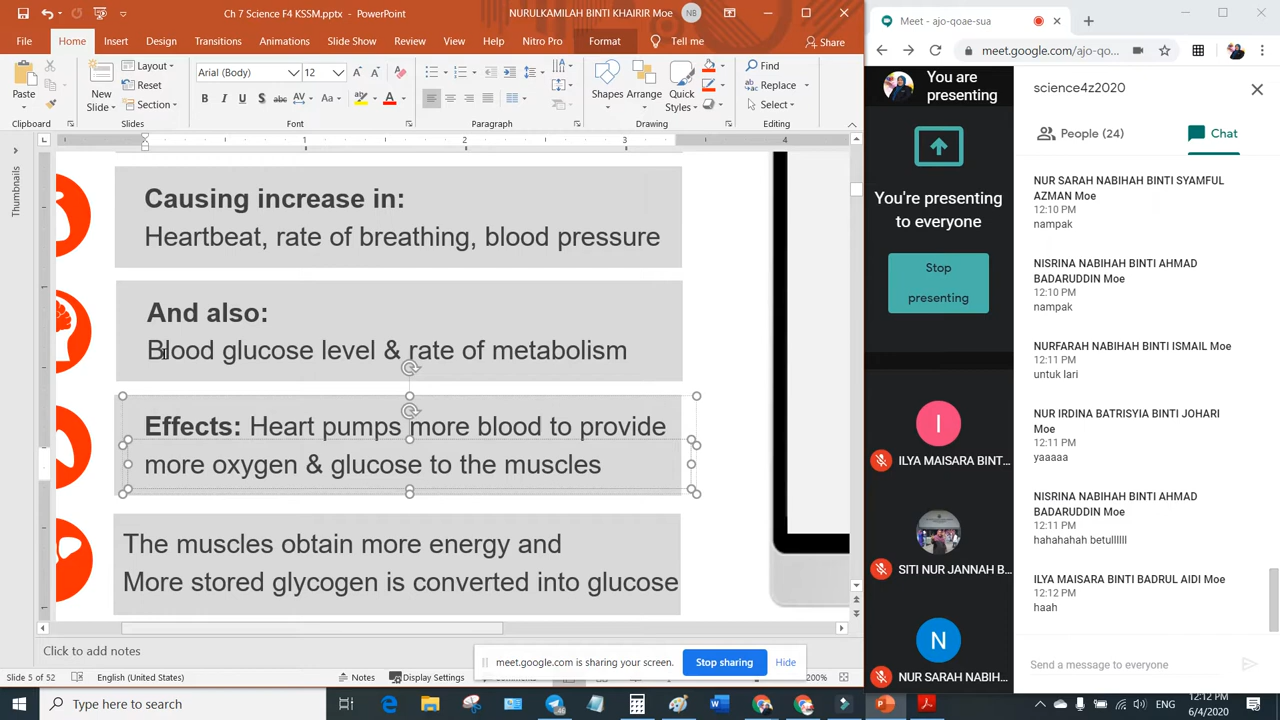 Ch 7 Chapter F4 KSSM.pptx - PowerPoint
NURULKAMILAH BINTI KHAIRIR Moe
NB
File
Home
Insert
Draw
Design
Transitions
Animations
Slide Show
Review
View
Help
Nitro Pro
Format
Tell me
Share
Paste
New
Slide
Layout
Reset
Section
Arial (Body)
11
Shapes
Arrange
Quick
Styles
Find
Replace
Select
Clipboard
Slides
Font
Paragraph
Drawing
Editing
Thumbnails
1
2
3
4
Causing increase in:
Heartbeat, rate of breathing, blood pressure
And also:
Blood glucose level & rate of metabolism
Effects: Heart pumps more blood to provide
more oxygen & glucose to the muscles
The muscles obtain more energy and
More stored glycogen is converted into glucose
Click to add notes
meet.google.com is sharing your screen.
Stop sharing
Hide
Slide 5 of 52
English (United States)
Notes
Display Settings
200%
Type here to search
Meet - ajo-qoae-sua
meet.google.com/ajo-qo...
You are
presenting
You're presenting
to everyone
Stop
presenting
I
ILYA MAISARA BINT...
SITI NUR JANNAH B...
N
NUR SARAH NABIH...
science4z2020
People (24)
Chat
NUR SARAH NABIHAH BINTI SYAMFUL
AZMAN Moe
12:10 PM
nampak
NISRINA NABIHAH BINTI AHMAD
BADARUDDIN Moe
12:10 PM
nampak
NURFARAH NABIHAH BINTI ISMAIL Moe
12:11 PM
untuk lari
NUR IRDINA BATRISYIA BINTI JOHARI
Moe
12:11 PM
yaaaaa
NISRINA NABIHAH BINTI AHMAD
BADARUDDIN Moe
12:11 PM
hahahahah betullllll
ILYA MAISARA BINTI BADRUL AIDI Moe
12:12 PM
haah
Send a message to everyone
ENG
12:12 PM
6/4/2020